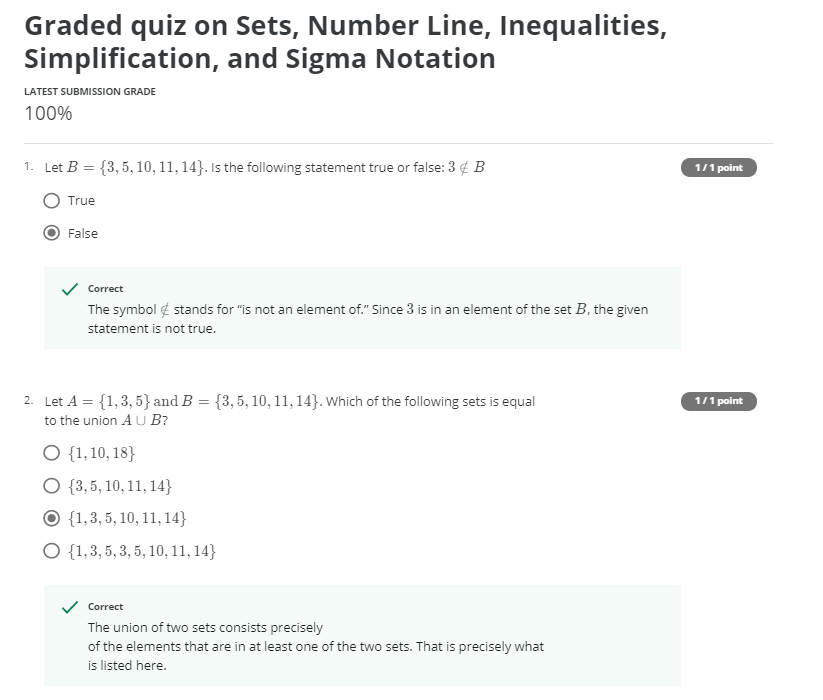 Graded quiz on Sets, Number Line, Inequalities,
Simplification, and Sigma Notation
LATEST SUBMISSION GRADE
100%
1. Let B = {3, 5, 10, 11, 14}. Is the following statement true or false: 3 ∉ B
1 / 1 point
True
False
Correct
The symbol ∉ stands for “is not an element of.” Since 3 is in an element of the set B, the given
statement is not true.
2. Let A = {1, 3, 5} and B = {3, 5, 10, 11, 14}. Which of the following sets is equal
1 / 1 point
to the union A ∪ B?
{1, 10, 18}
{3, 5, 10, 11, 14}
{1, 3, 5, 10, 11, 14}
{1, 3, 5, 3, 5, 10, 11, 14}
Correct
The union of two sets consists precisely
of the elements that are in at least one of the two sets. That is precisely what
is listed here.